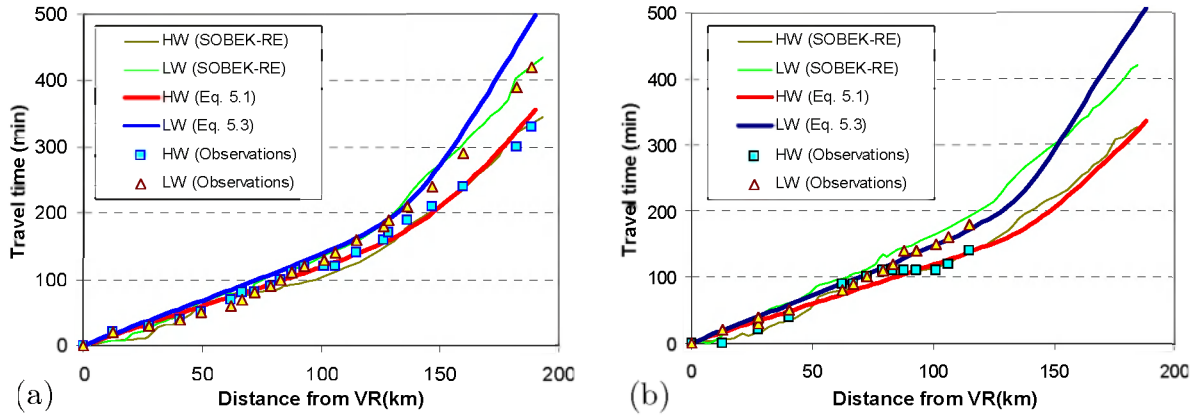 500
400
300
200
100
0
Travel time (min)
HW (SOBEK-RE)
LW (SOBEK-RE)
HW (Eq. 5.1)
LW (Eq. 5.3)
HW (Observations)
LW (Observations)
0 50 100 150 200
Distance from VR(km)
(a)
500
400
300
200
100
0
Travel time (min)
HW (SOBEK-RE)
LW (SOBEK-RE)
HW (Eq. 5.1)
LW (Eq. 5.3)
HW (Observations)
LW (Observations)
0 50 100 150 200
Distance from VR(km)
(b)